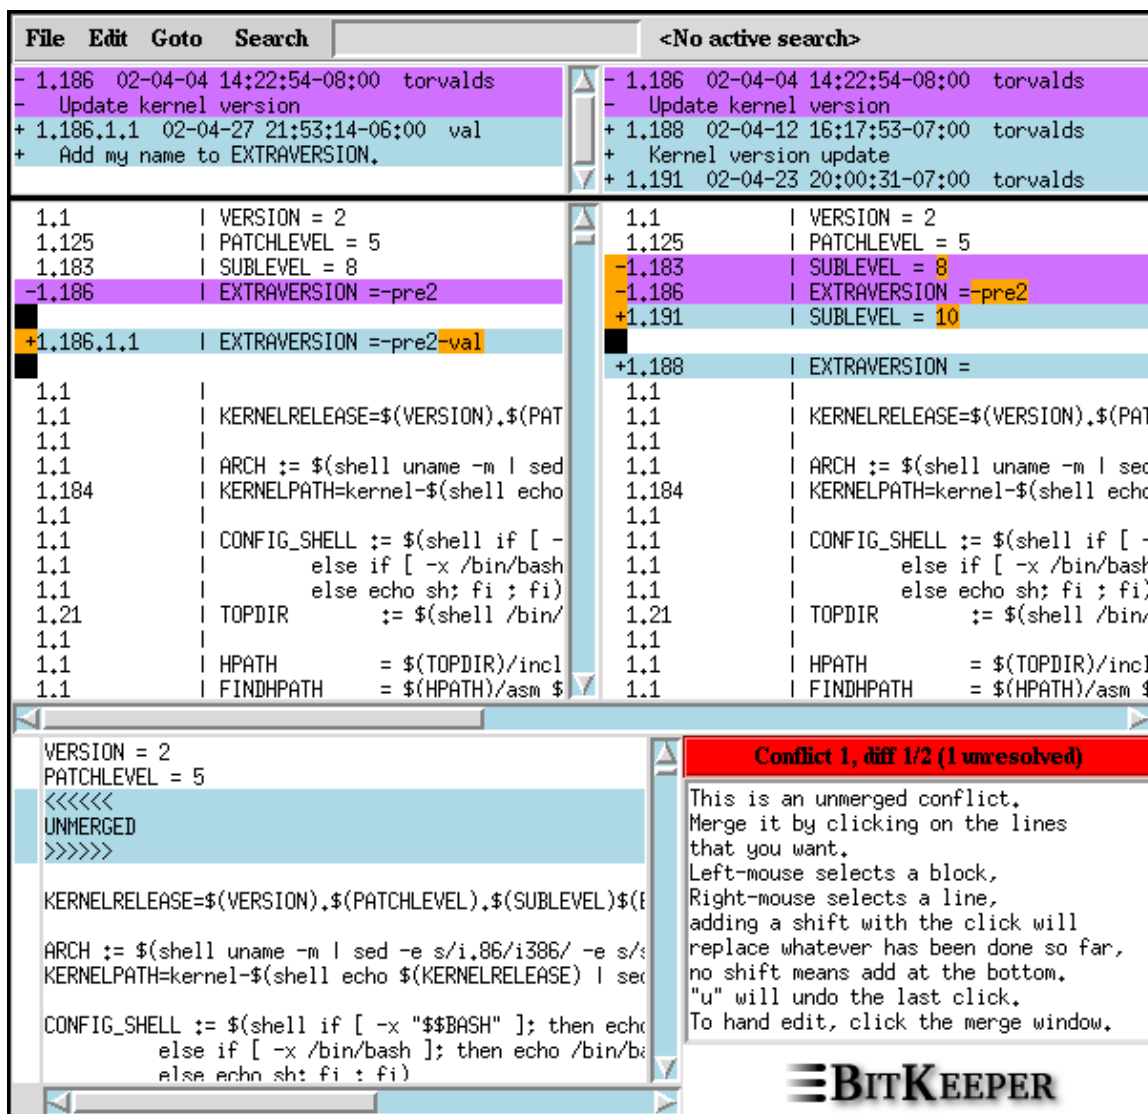 File Edit Goto Search <No active search>
- 1.186 02-04-04 14:22:54-08:00 torvalds
- Update kernel version
+ 1.186.1.1 02-04-27 21:53:14-06:00 val
+ Add my name to EXTRAVERSION.
- 1.186 02-04-04 14:22:54-08:00 torvalds
- Update kernel version
+ 1.188 02-04-12 16:17:53-07:00 torvalds
+ Kernel version update
+ 1.191 02-04-23 20:00:31-07:00 torvalds
1.1 | VERSION = 2
1.125 | PATCHLEVEL = 5
1.183 | SUBLEVEL = 8
-1.186 | EXTRAVERSION =-pre2
+1.186.1.1 | EXTRAVERSION =-pre2-val
1.1 |
1.1 | KERNELRELEASE=$(VERSION).$(PAT
1.1 |
1.1 | ARCH := $(shell uname -m | sed
1.184 | KERNELPATH=kernel-$(shell echo
1.1 |
1.1 | CONFIG_SHELL := $(shell if [ -
1.1 | else if [ -x /bin/bash
1.1 | else echo sh; fi ; fi)
1.21 | TOPDIR := $(shell /bin/
1.1 |
1.1 | HPATH = $(TOPDIR)/incl
1.1 | FINDHPATH = $(HPATH)/asm $
1.1 | VERSION = 2
1.125 | PATCHLEVEL = 5
-1.183 | SUBLEVEL = 8
-1.186 | EXTRAVERSION =-pre2
+1.191 | SUBLEVEL = 10
+1.188 | EXTRAVERSION =
1.1 |
1.1 | KERNELRELEASE=$(VERSION).$(PAT
1.1 |
1.1 | ARCH := $(shell uname -m | sed
1.184 | KERNELPATH=kernel-$(shell echo
1.1 |
1.1 | CONFIG_SHELL := $(shell if [ -
1.1 | else if [ -x /bin/bash
1.1 | else echo sh; fi ; fi)
1.21 | TOPDIR := $(shell /bin/
1.1 |
1.1 | HPATH = $(TOPDIR)/incl
1.1 | FINDHPATH = $(HPATH)/asm $
VERSION = 2
PATCHLEVEL = 5
<<<<<<
UNMERGED
>>>>>>
KERNELRELEASE=$(VERSION).$(PATCHLEVEL).$(SUBLEVEL)$(E
ARCH := $(shell uname -m | sed -e s/i.86/i386/ -e s/s
KERNELPATH=kernel-$(shell echo $(KERNELRELEASE) | sed
CONFIG_SHELL := $(shell if [ -x "$$BASH" ]; then echo
else if [ -x /bin/bash ]; then echo /bin/ba
else echo sh; fi ; fi)
Conflict 1, diff 1/2 (1 unresolved)
This is an unmerged conflict.
Merge it by clicking on the lines
that you want.
Left-mouse selects a block,
Right-mouse selects a line,
adding a shift with the click will
replace whatever has been done so far,
no shift means add at the bottom.
"u" will undo the last click.
To hand edit, click the merge window.
BITKEEPER